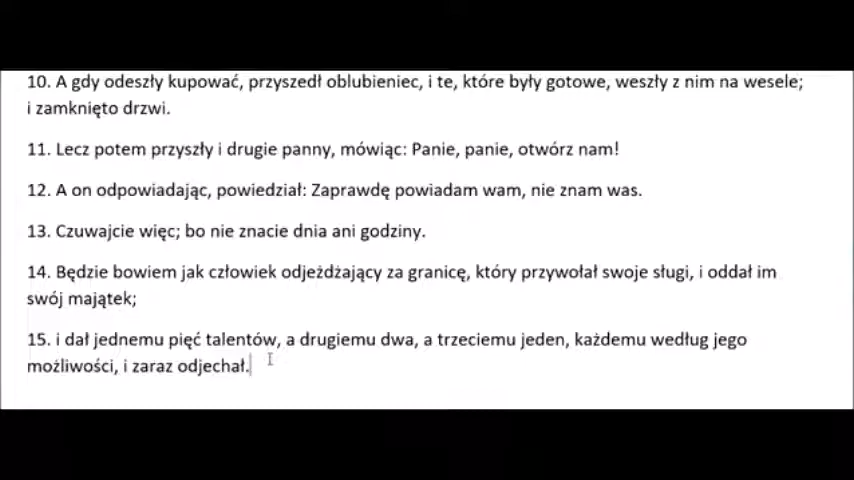 10. A gdy odeszły kupować, przyszedł oblubieniec, i te, które były gotowe, weszły z nim na wesele;
i zamknięto drzwi.
11. Lecz potem przyszły i drugie panny, mówiąc: Panie, panie, otwórz nam!
12. A on odpowiadając, powiedział: Zaprawdę powiadam wam, nie znam was.
13. Czuwajcie więc; bo nie znacie dnia ani godziny.
14. Będzie bowiem jak człowiek odjeżdżający za granicę, który przywołał swoje sługi, i oddał im
swój majątek;
15. i dał jednemu pięć talentów, a drugiemu dwa, a trzeciemu jeden, każdemu według jego
możliwości, i zaraz odjechał.